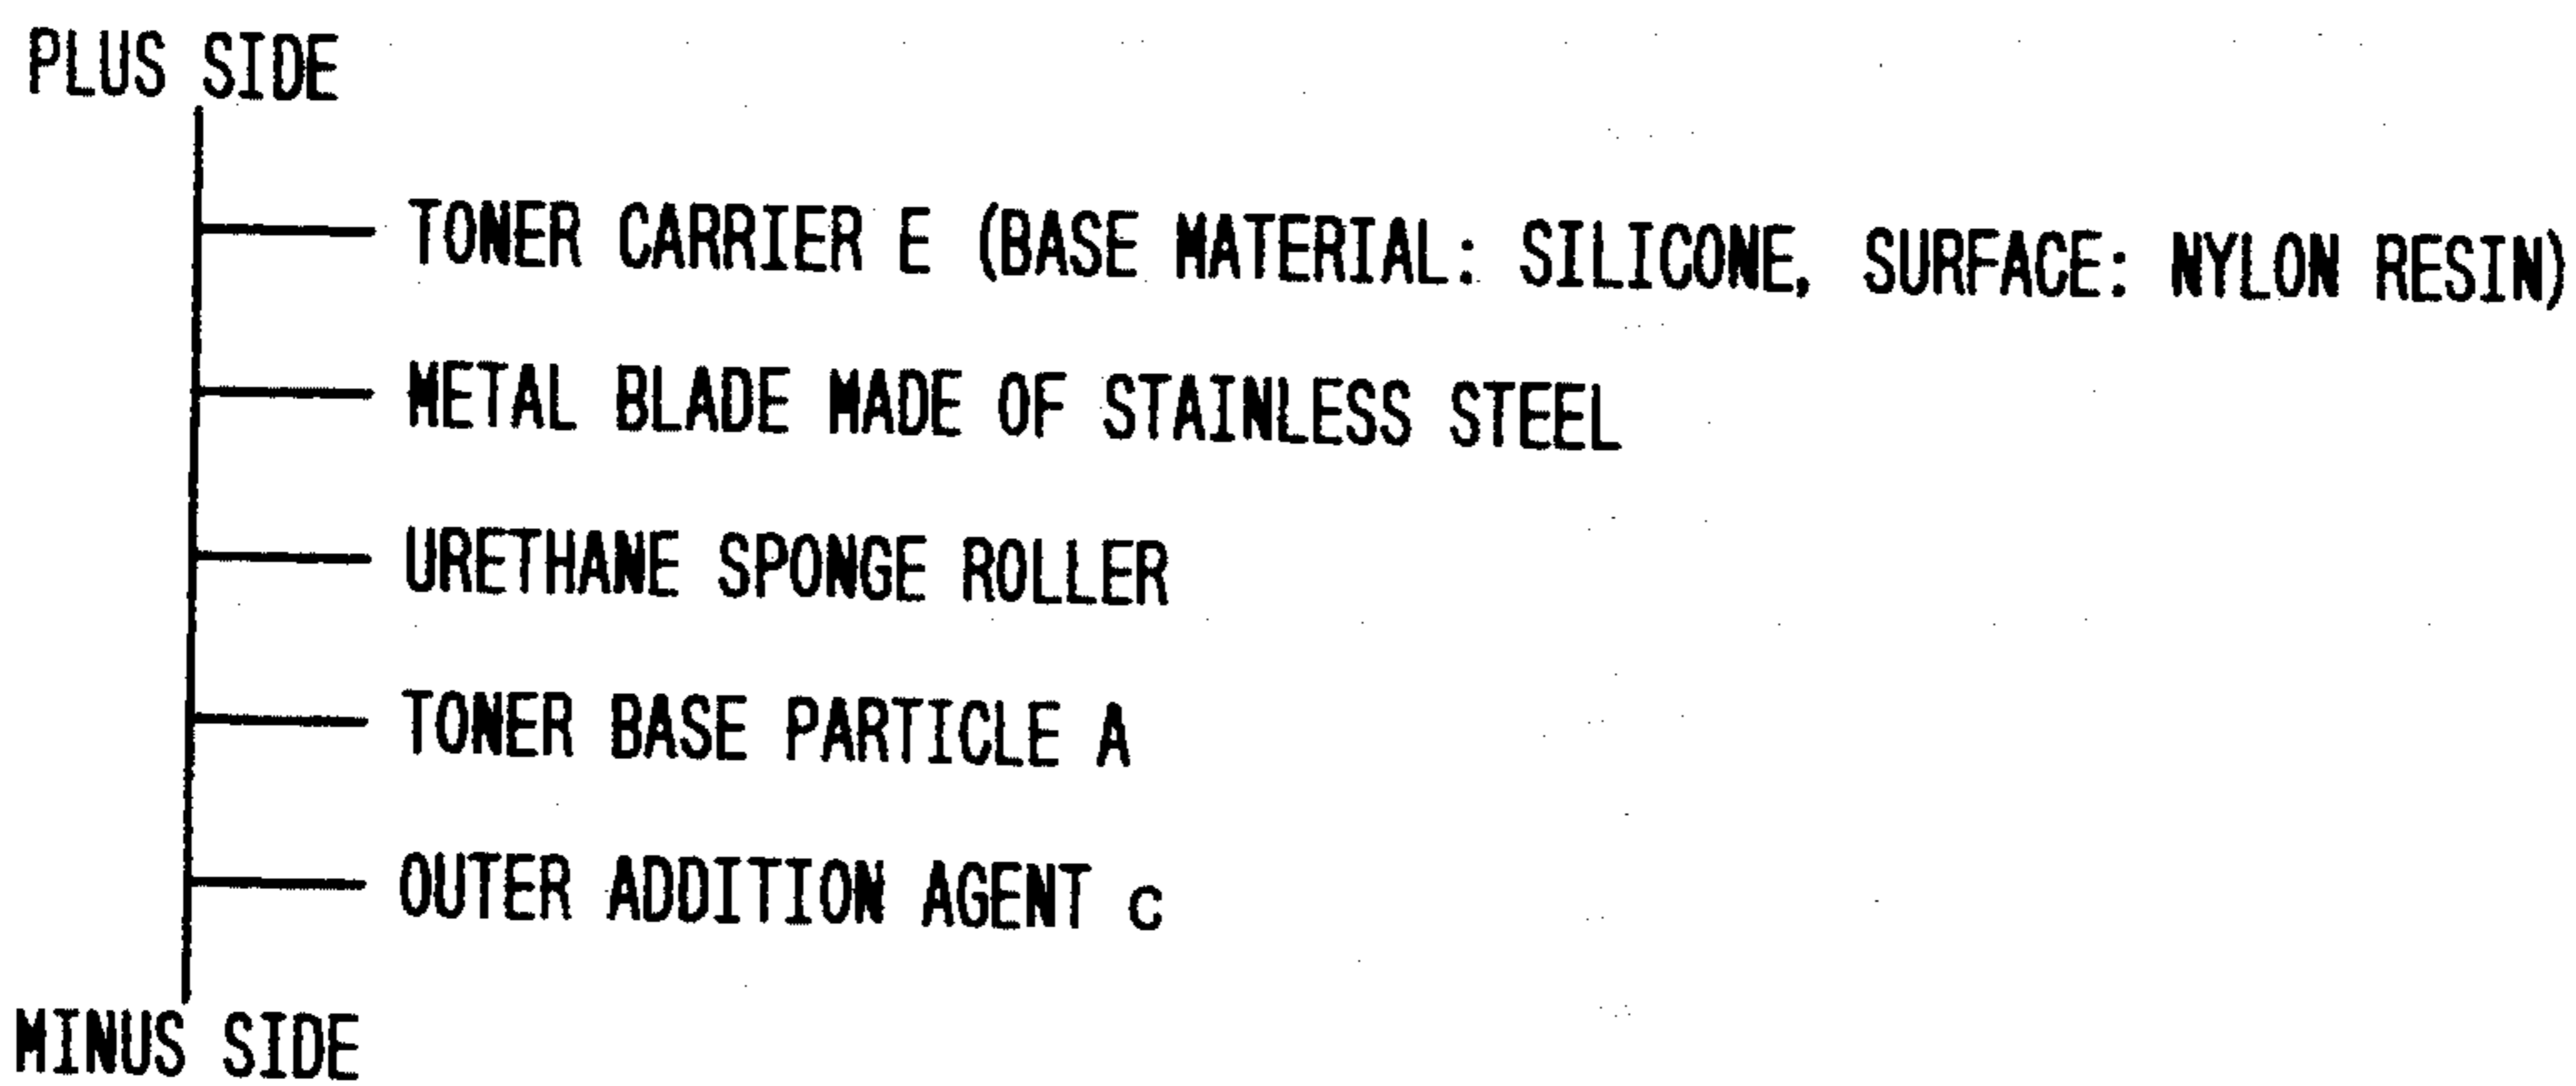 PLUS SIDE
TONER CARRIER E (BASE MATERIAL: SILICONE, SURFACE: NYLON RESIN)
METAL BLADE MADE OF STAINLESS STEEL
URETHANE SPONGE ROLLER
TONER BASE PARTICLE A
OUTER ADDITION AGENT c
MINUS SIDE